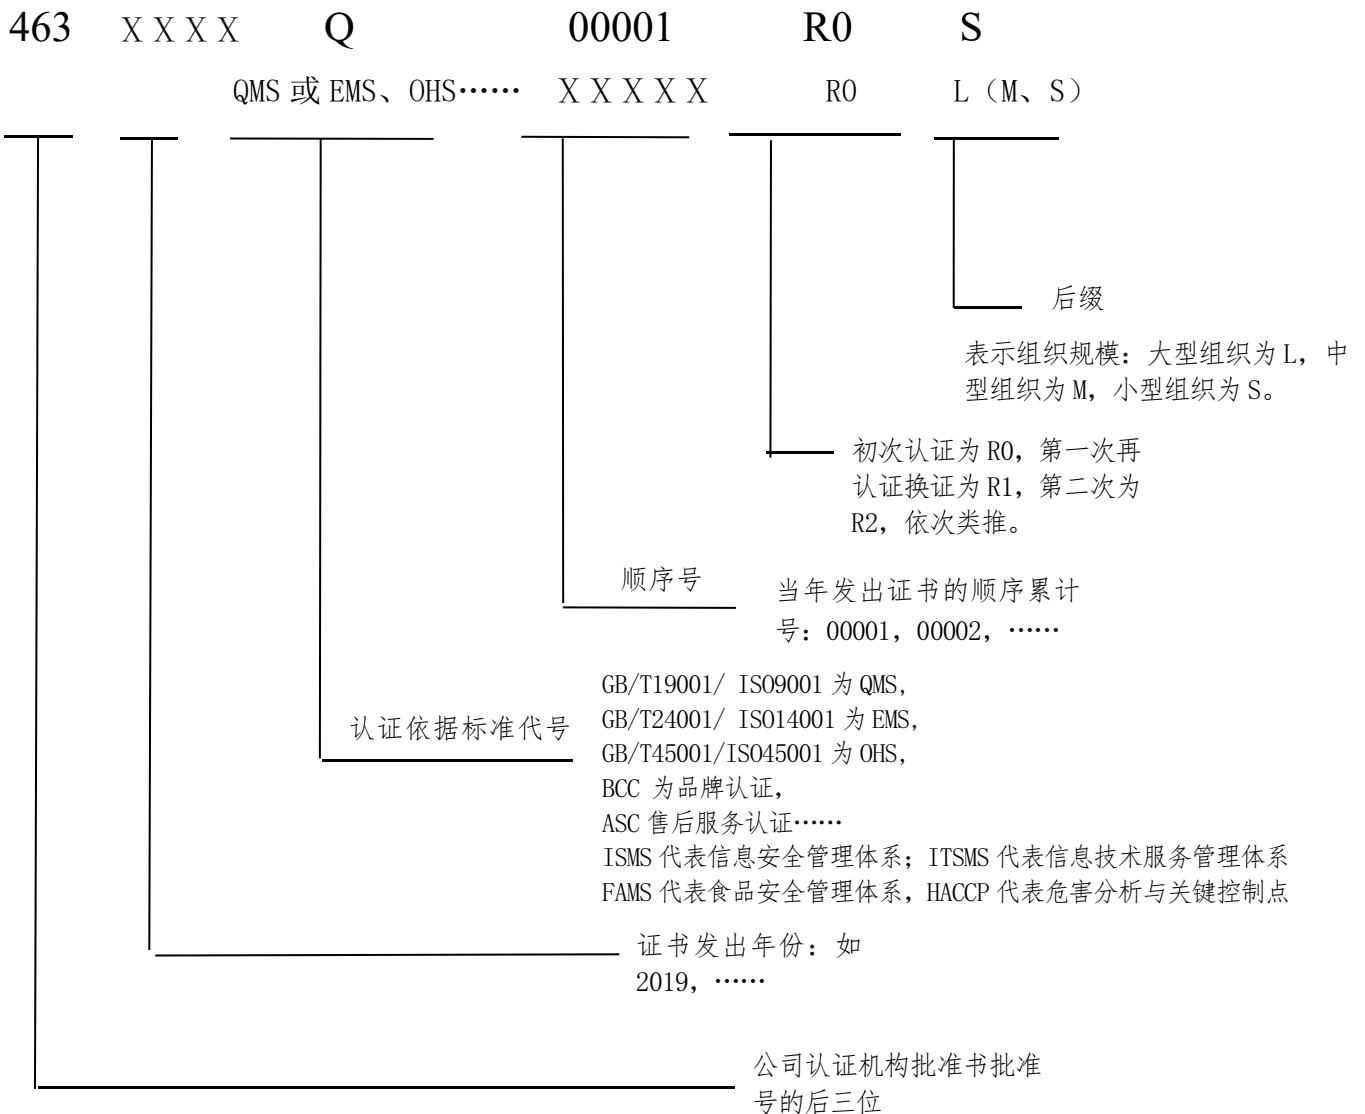 463 XXXX Q 00001 R0 S
QMS 或 EMS、OHS…… XXXXX R0 L（M、S）
后缀
表示组织规模：大型组织为 L，中
型组织为 M，小型组织为 S。
初次认证为 R0，第一次再
认证换证为 R1，第二次为
R2，依次类推。
顺序号
当年发出证书的顺序累计
号：00001，00002，……
认证依据标准代号
GB/T19001/ ISO9001 为 QMS，
GB/T24001/ ISO14001 为 EMS，
GB/T45001/ISO45001 为 OHS，
BCC 为品牌认证，
ASC 售后服务认证……
ISMS 代表信息安全管理体系；ITSMS 代表信息技术服务管理体系
FAMS 代表食品安全管理体系，HACCP 代表危害分析与关键控制点
证书发出年份：如
2019，……
公司认证机构批准书批准
号的后三位